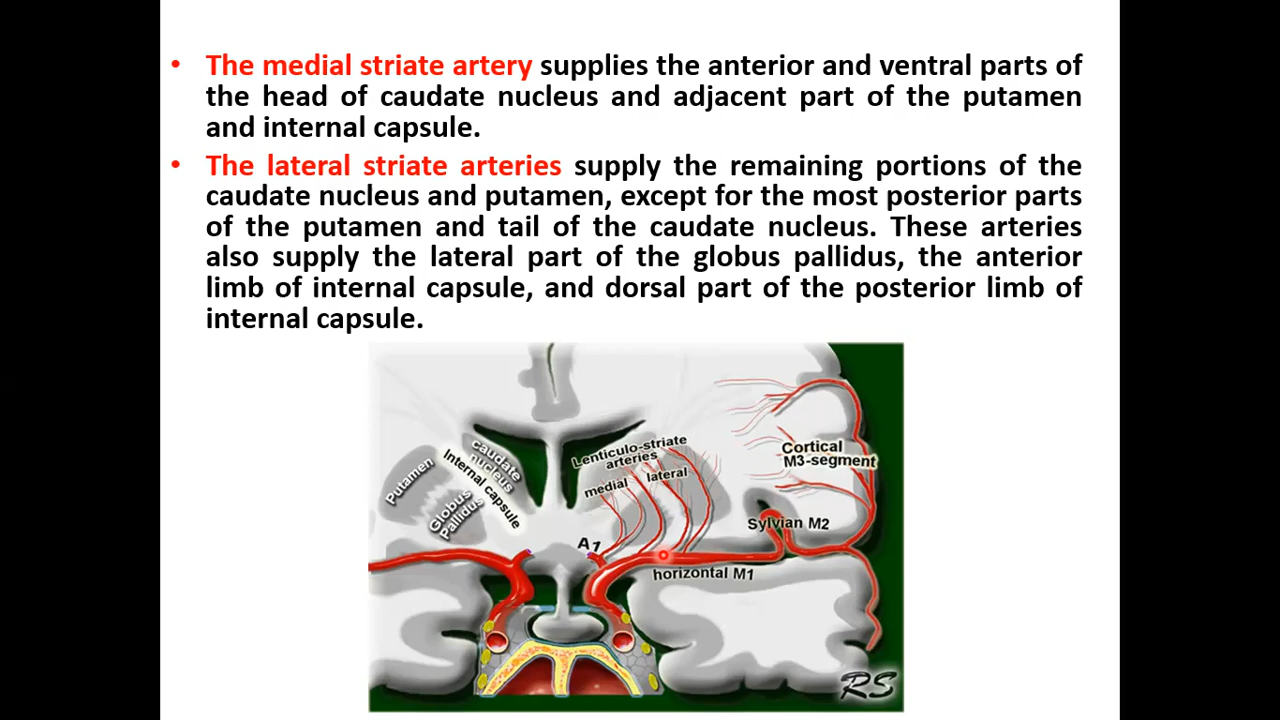 • The medial striate artery supplies the anterior and ventral parts of
the head of caudate nucleus and adjacent part of the putamen
and internal capsule.
• The lateral striate arteries supply the remaining portions of the
caudate nucleus and putamen, except for the most posterior parts
of the putamen and tail of the caudate nucleus. These arteries
also supply the lateral part of the globus pallidus, the anterior
limb of internal capsule, and dorsal part of the posterior limb of
internal capsule.
Putamen
Globus
Pallidus
Internal capsule
caudate
nucleus
Lenticulo-striate
arteries
medial
lateral
Cortical
M3-segment
Sylvian M2
A1
horizontal M1
RS